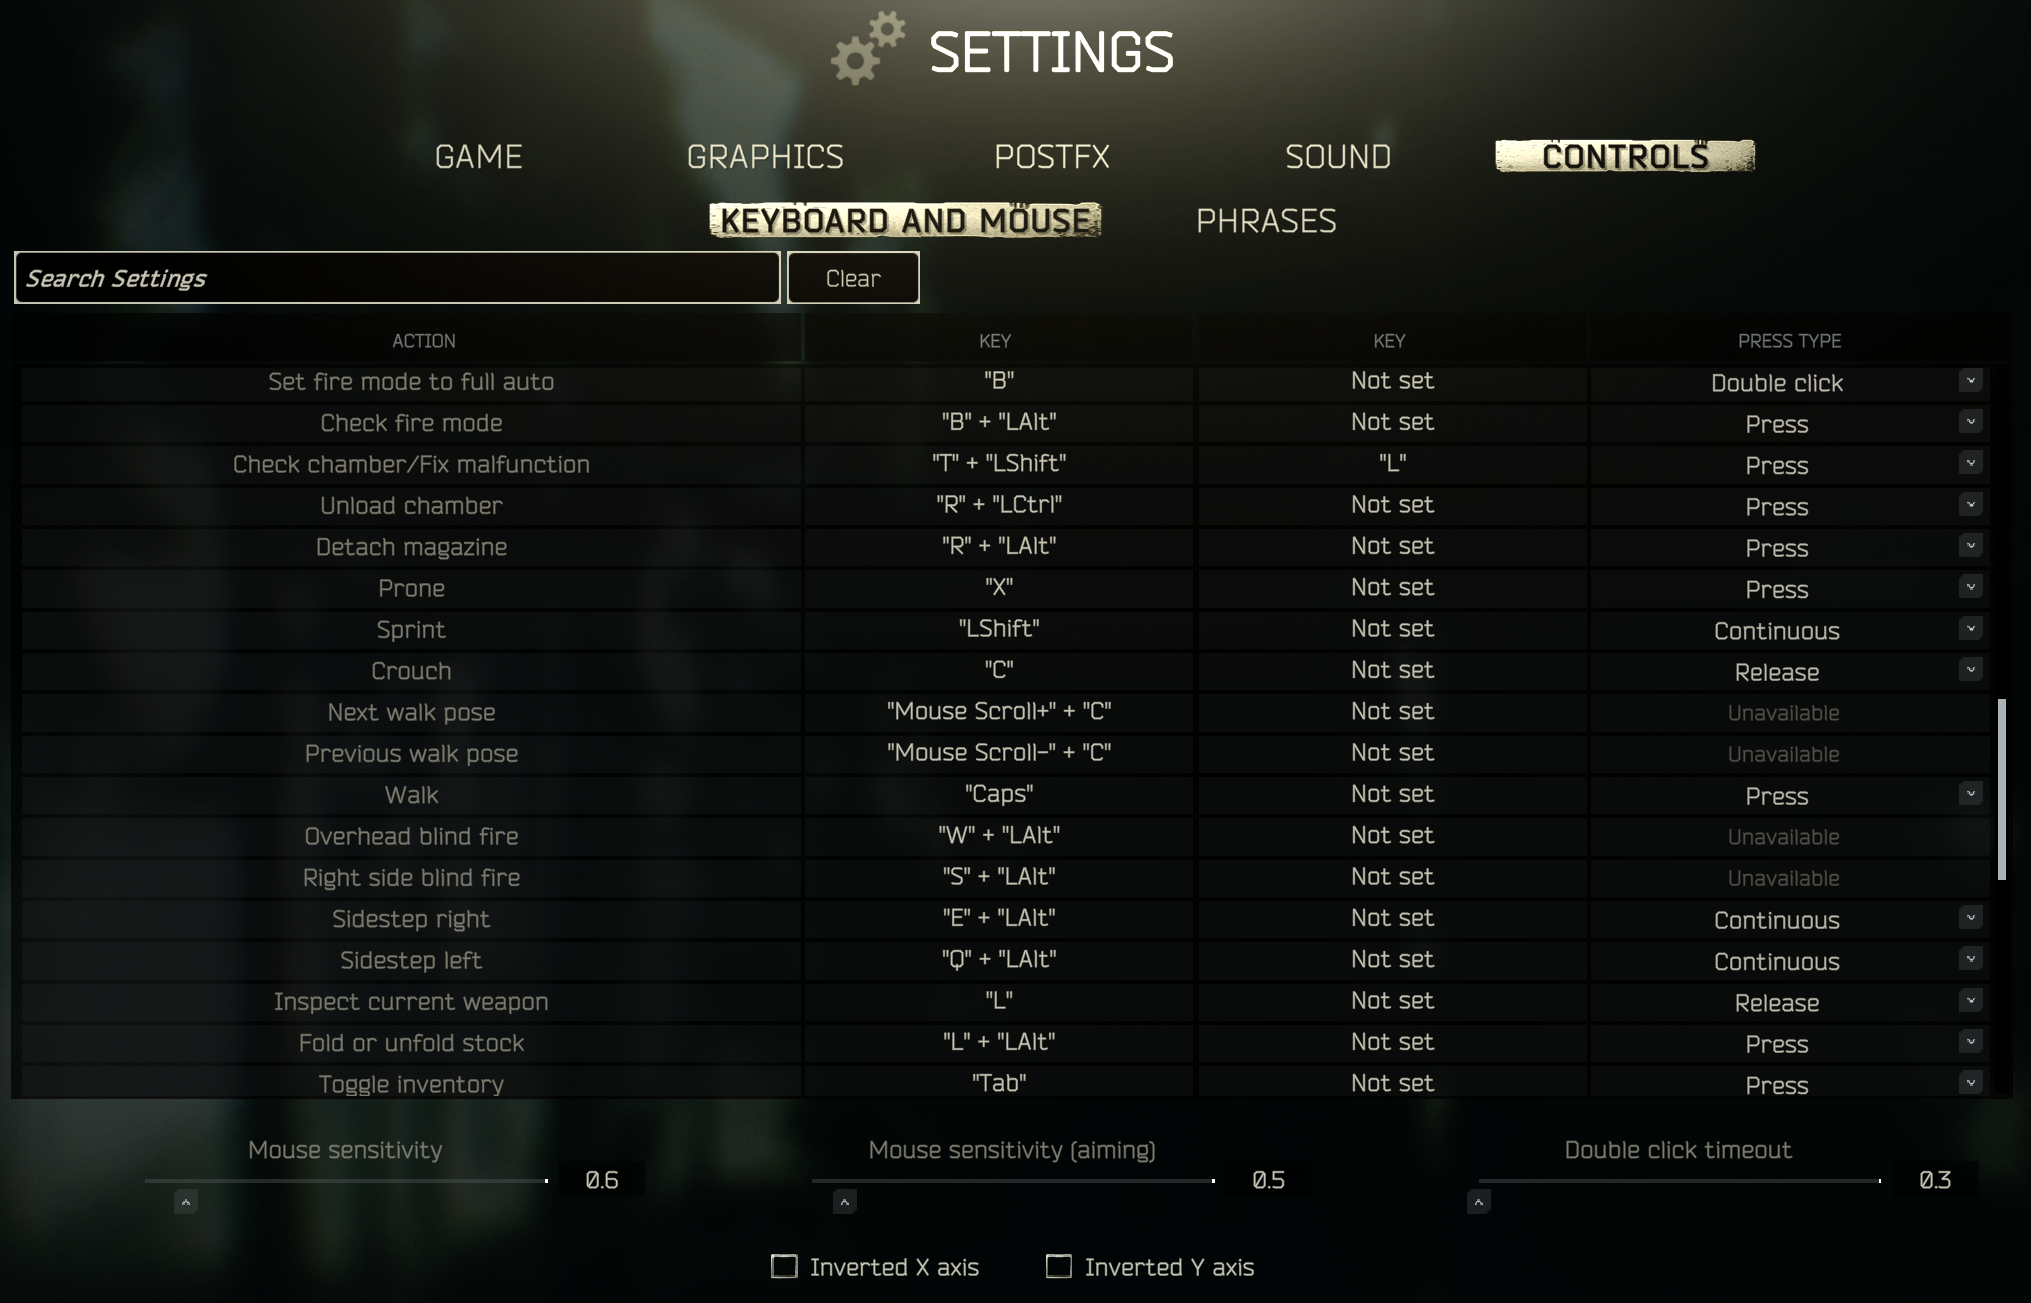 SETTINGS
GAME GRAPHICS POSTFX SOUND CONTROLS
KEYBOARD AND MOUSE PHRASES
Search Settings Clear
ACTION KEY KEY PRESS TYPE
Set fire mode to full auto "B" Not set Double click
Check fire mode "B" + "LAlt" Not set Press
Check chamber/Fix malfunction "T" + "LShift" "L" Press
Unload chamber "R" + "LCtrl" Not set Press
Detach magazine "R" + "LAlt" Not set Press
Prone "X" Not set Press
Sprint "LShift" Not set Continuous
Crouch "C" Not set Release
Next walk pose "Mouse Scroll+" + "C" Not set Unavailable
Previous walk pose "Mouse Scroll-" + "C" Not set Unavailable
Walk "Caps" Not set Press
Overhead blind fire "W" + "LAlt" Not set Unavailable
Right side blind fire "S" + "LAlt" Not set Unavailable
Sidestep right "E" + "LAlt" Not set Continuous
Sidestep left "Q" + "LAlt" Not set Continuous
Inspect current weapon "L" Not set Release
Fold or unfold stock "L" + "LAlt" Not set Press
Toggle inventory "Tab" Not set Press
Mouse sensitivity Mouse sensitivity (aiming) Double click timeout
0.6 0.5 0.3
Inverted X axis Inverted Y axis